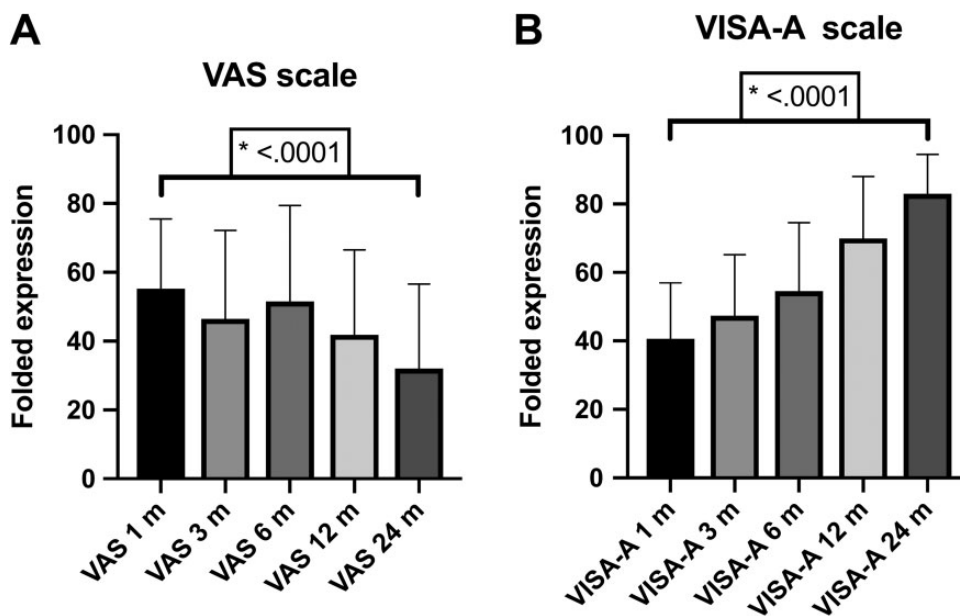 A
VAS scale
* <.0001
Folded expression
100
80
60
40
20
0
VAS 1 m
VAS 3 m
VAS 6 m
VAS 12 m
VAS 24 m
B
VISA-A scale
* <.0001
Folded expression
100
80
60
40
20
0
VISA-A 1 m
VISA-A 3 m
VISA-A 6 m
VISA-A 12 m
VISA-A 24 m